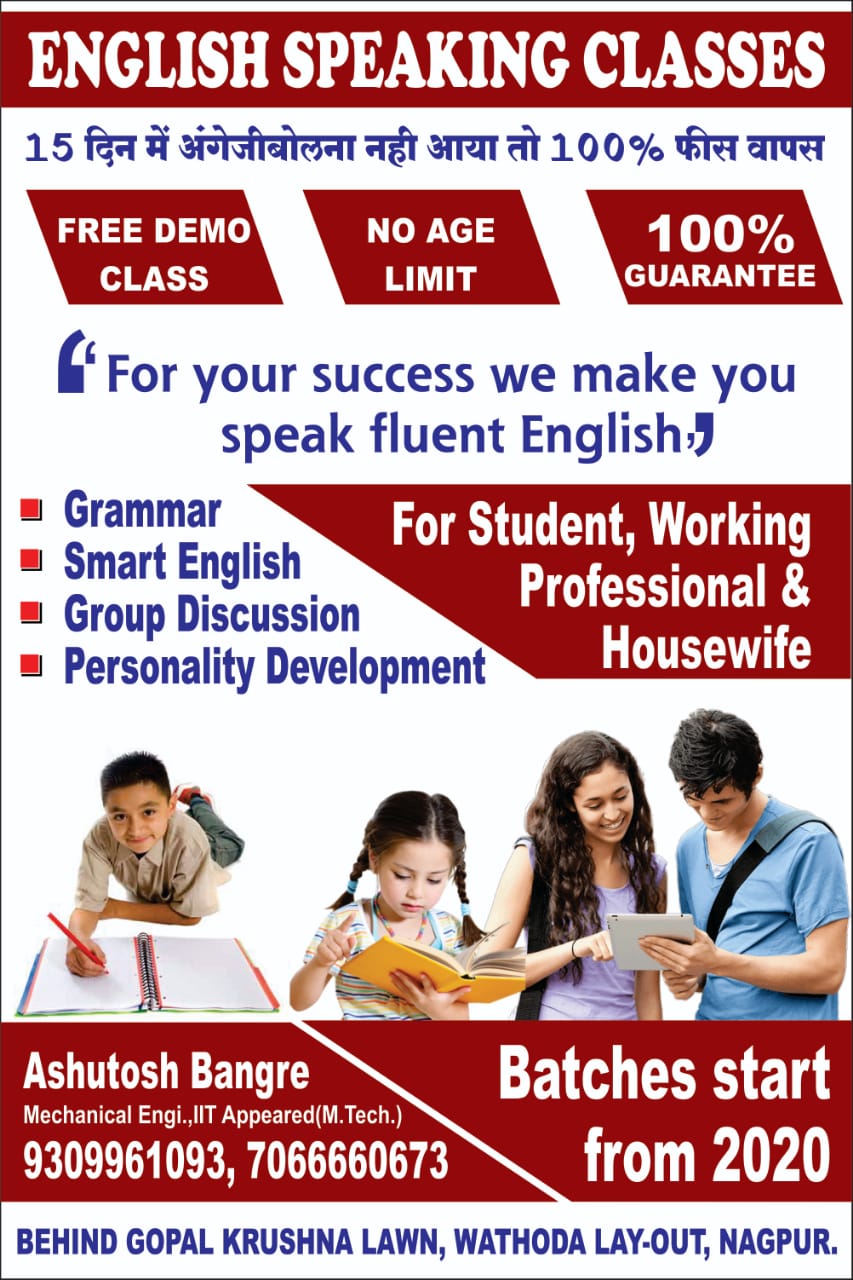 ENGLISH SPEAKING CLASSES
15 दिन में अंगेजीबोलना नही आया तो 100% फीस वापस
FREE DEMO
CLASS
NO AGE
LIMIT
100%
GUARANTEE
“For your success we make you
speak fluent English„
Grammar
Smart English
Group Discussion
Personality Development
For Student, Working
Professional &
Housewife
Ashutosh Bangre
Mechanical Engi.,IIT Appeared(M.Tech.)
9309961093, 7066660673
Batches start
from 2020
BEHIND GOPAL KRUSHNA LAWN, WATHODA LAY-OUT, NAGPUR.